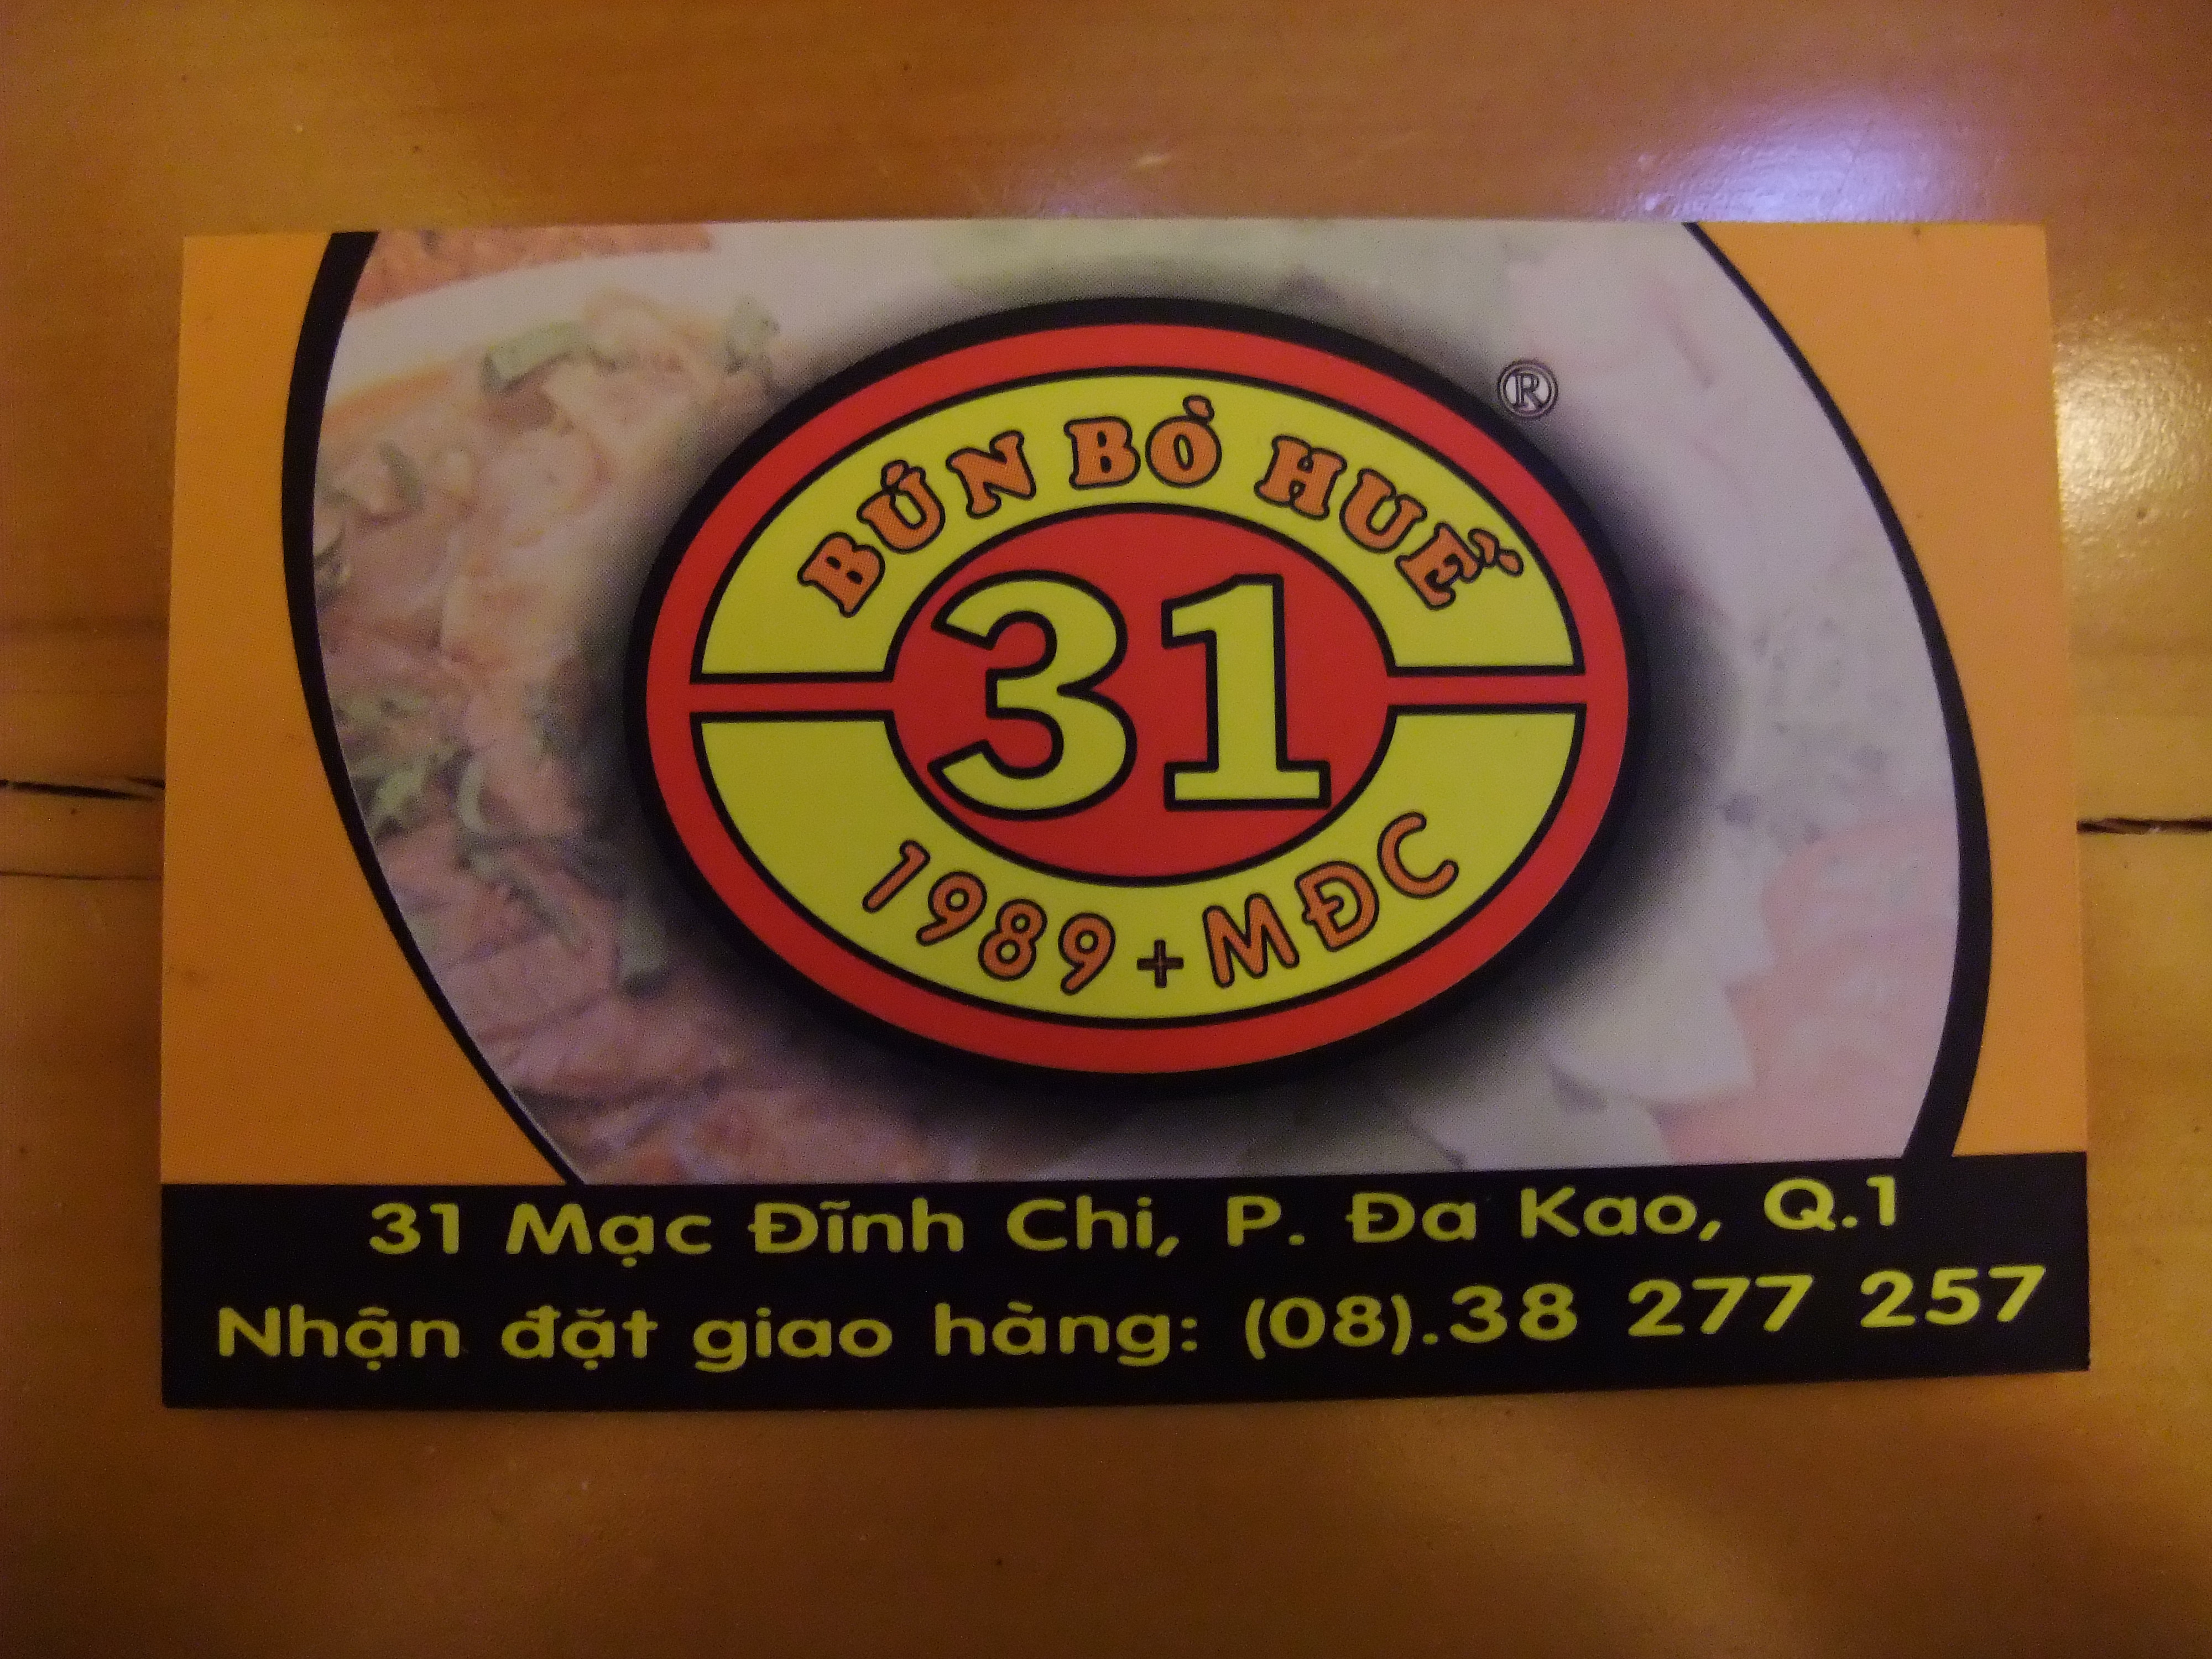 BÚN BÒ HUẾ
®
31
1989+MĐC
31 Mạc Đĩnh Chi, P. Đa Kao, Q.1
Nhận đặt giao hàng: (08).38 277 257